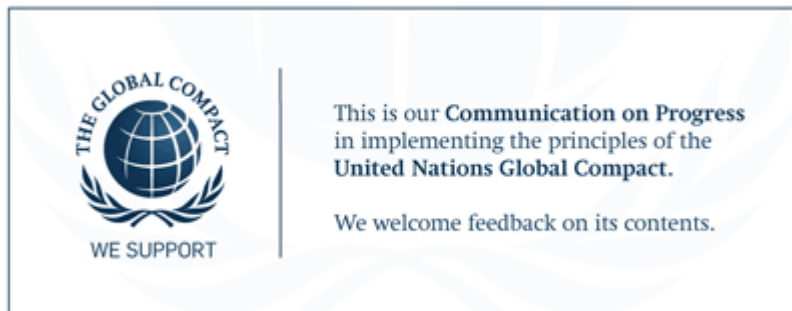 THE GLOBAL COMPACT
WE SUPPORT
This is our Communication on Progress
in implementing the principles of the
United Nations Global Compact.
We welcome feedback on its contents.